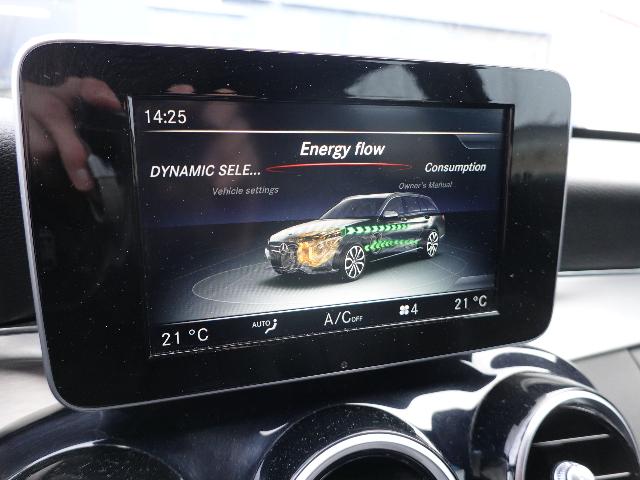 14:25
Energy flow
DYNAMIC SELE... Consumption
Vehicle settings Owner's Manual
21 °C AUTO A/C OFF 4 21 °C